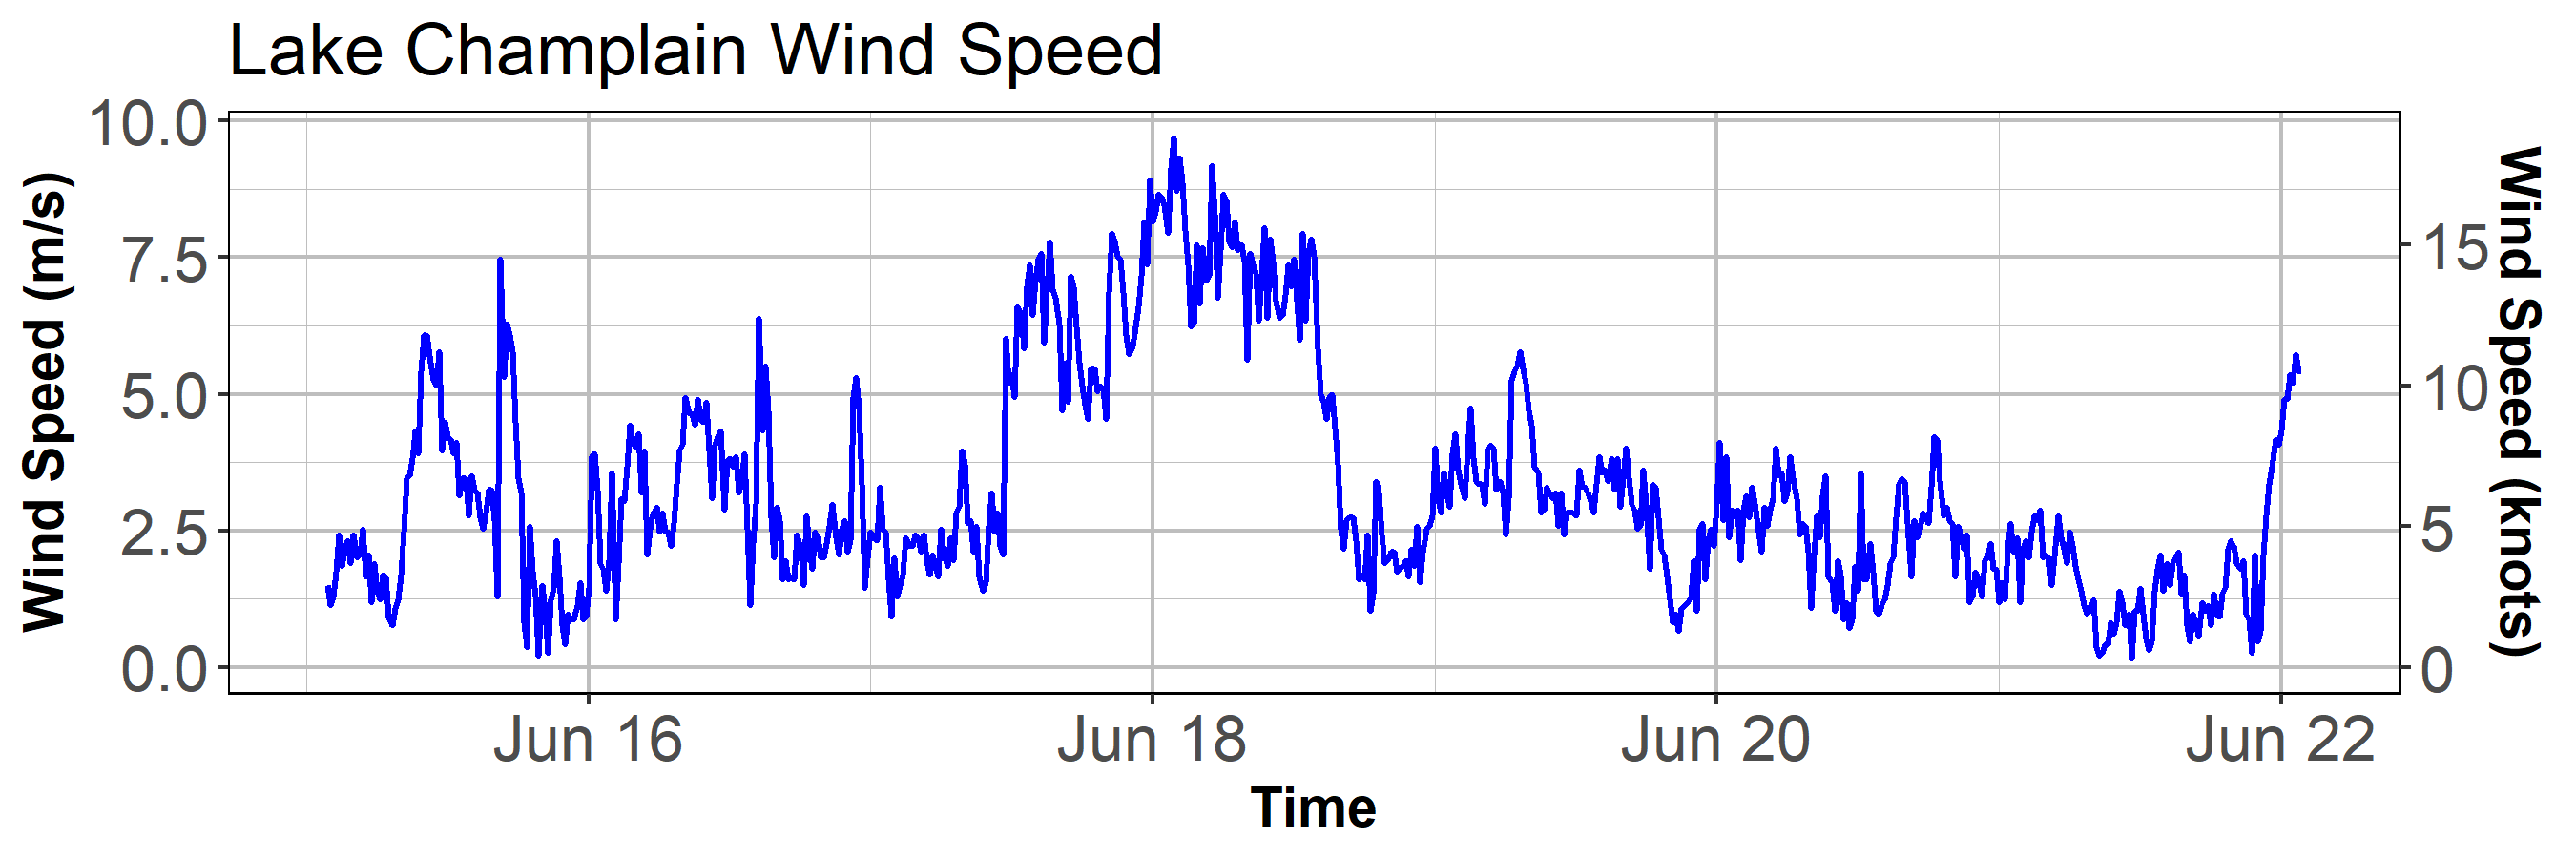 Lake Champlain Wind Speed
10.0
7.5
5.0
2.5
0.0
Wind Speed (m/s)
15
10
5
0
Wind Speed (knots)
Jun 16
Jun 18
Jun 20
Jun 22
Time